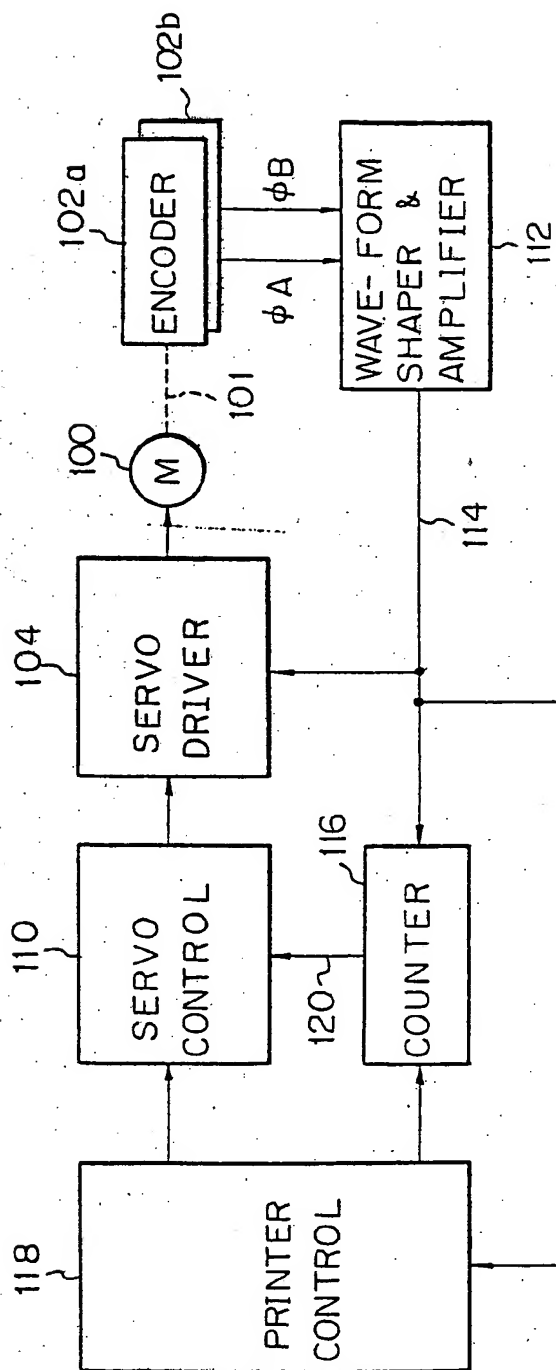 118
PRINTER
CONTROL
110
SERVO
CONTROL
120
116
COUNTER
104
SERVO
DRIVER
100
M
101
102a
102b
ENCODER
φA
φB
WAVE-FORM
SHAPER &
AMPLIFIER
112
114